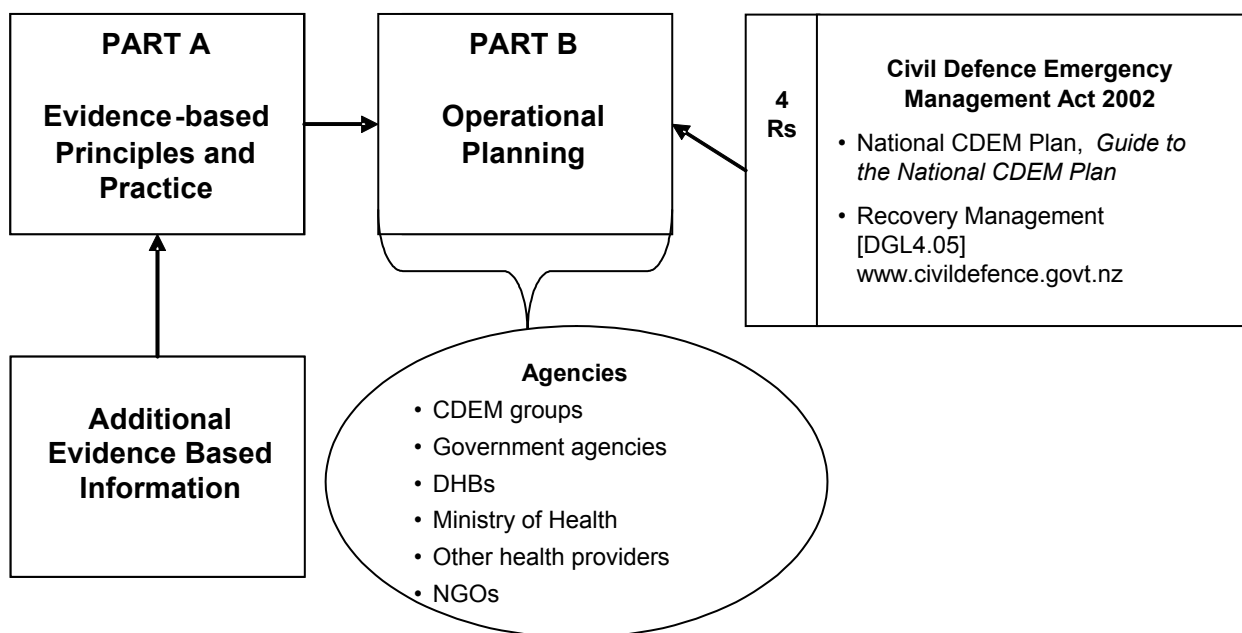 PART A
Evidence-based
Principles and
Practice
PART B
Operational
Planning
4
Rs
Civil Defence Emergency
Management Act 2002
• National CDEM Plan, Guide to
the National CDEM Plan
• Recovery Management
[DGL4.05]
www.civildefence.govt.nz
Additional
Evidence Based
Information
Agencies
• CDEM groups
• Government agencies
• DHBs
• Ministry of Health
• Other health providers
• NGOs